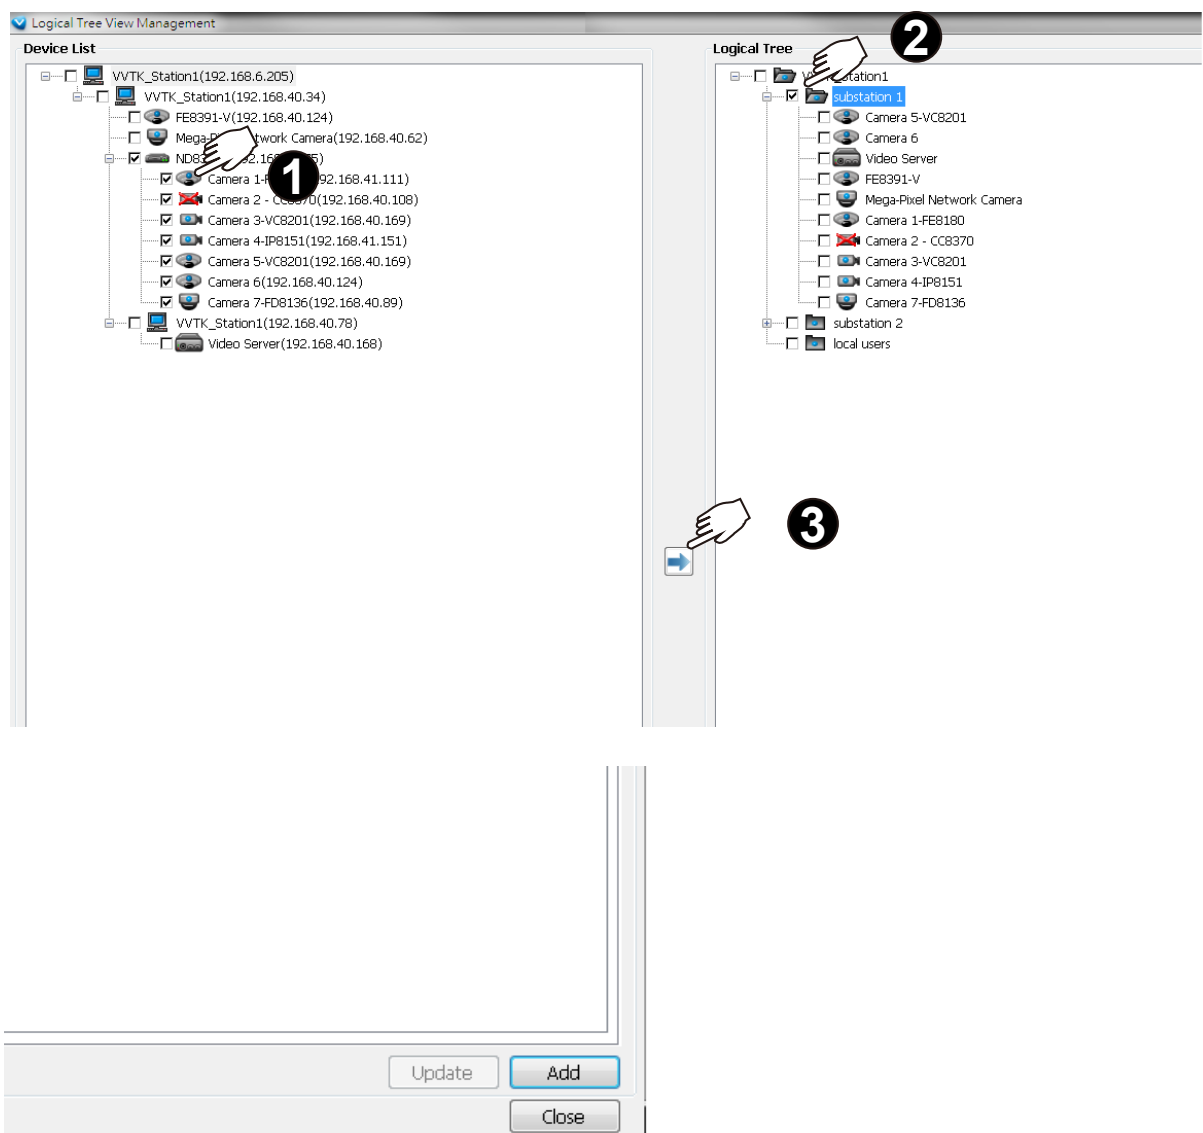 Logical Tree View Management
Device List
VVTK_Station1(192.168.6.205)
VVTK_Station1(192.168.40.34)
FE8391-V(192.168.40.124)
Network Camera(192.168.40.62)
Camera 1- 92.168.41.111)
Camera 2 - CC8370(192.168.40.108)
Camera 3-VC8201(192.168.40.169)
Camera 4-IP8151(192.168.41.151)
Camera 5-VC8201(192.168.40.169)
Camera 6(192.168.40.124)
Camera 7-FD8136(192.168.40.89)
VVTK_Station1(192.168.40.78)
Video Server(192.168.40.168)
1
Logical Tree
2
Station1
substation 1
Camera 5-VC8201
Camera 6
Video Server
FE8391-V
Mega-Pixel Network Camera
Camera 1-FE8180
Camera 2 - CC8370
Camera 3-VC8201
Camera 4-IP8151
Camera 7-FD8136
substation 2
local users
3
Update
Add
Close